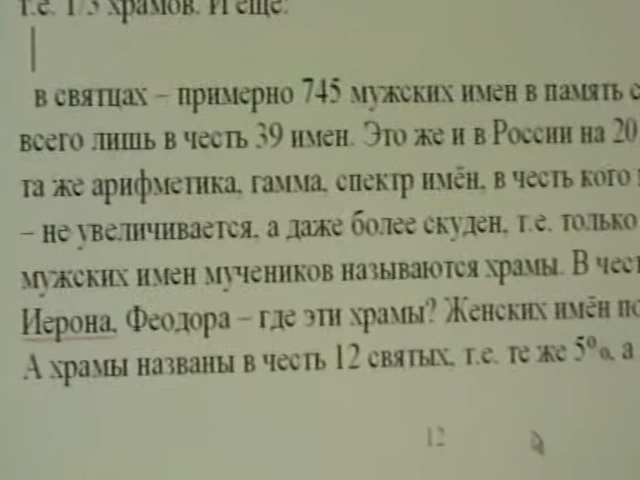 т.е. 1/3 храмов. И еще:
в святцах – примерно 745 мужских имен в память с
всего лишь в честь 39 имен. Это же и в России на 20
та же арифметика, гамма, спектр имён, в честь кого
– не увеличивается, а даже более скуден, т.е. только
мужских имен мучеников называются храмы. В чес
Иерона, Феодора – где эти храмы? Женских имён по
А храмы названы в честь 12 святых, т.е. те же 5%, а
12